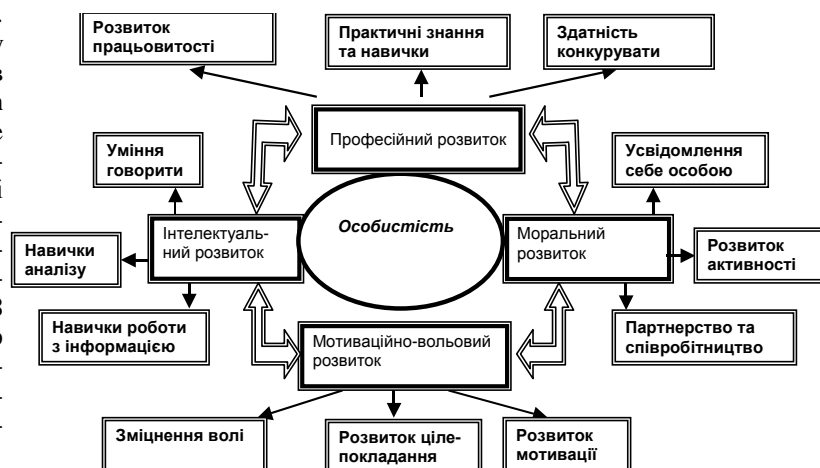 Розвиток
працьовитості
Практичні знання
та навички
Здатність
конкурувати
Професійний розвиток
Уміння
говорити
Усвідомлення
себе особою
Інтелектуаль-
ний розвиток
Особистість
Моральний
розвиток
Навички
аналізу
Розвиток
активності
Навички роботи
з інформацією
Мотиваційно-вольовий
розвиток
Партнерство та
співробітництво
Зміцнення волі
Розвиток ціле-
покладання
Розвиток
мотивації